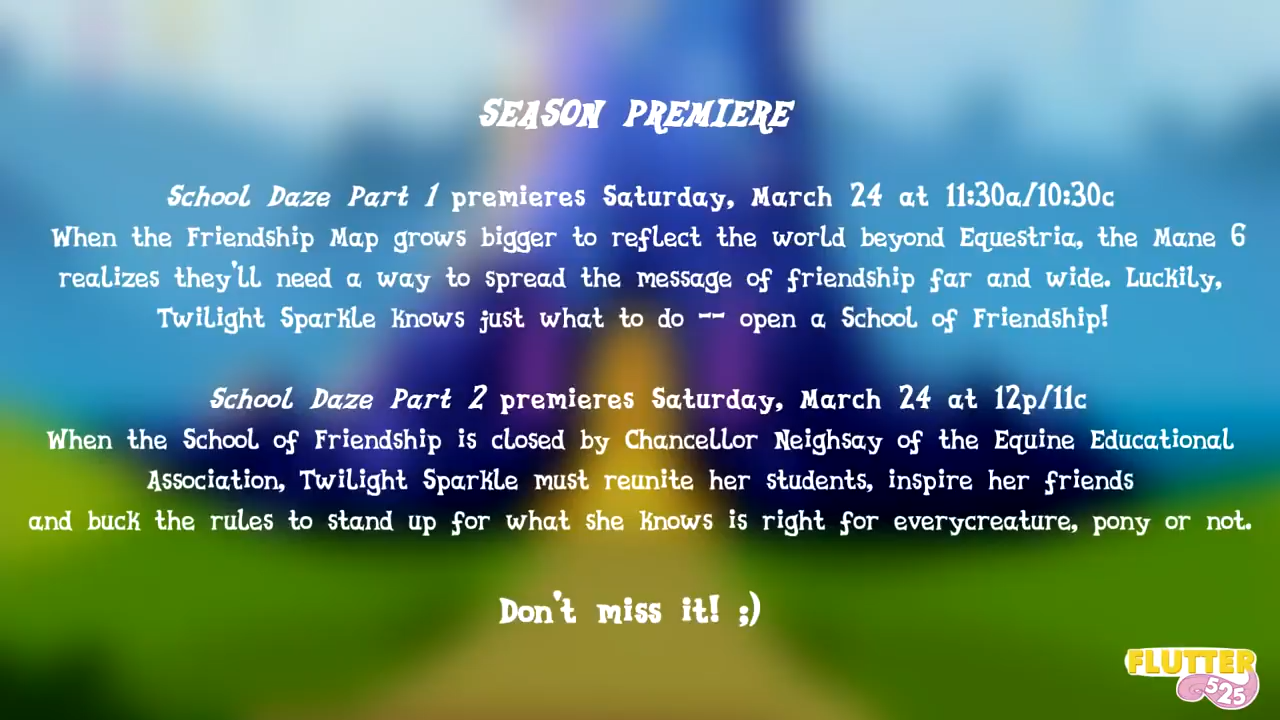 SEASON PREMIERE
School Daze Part 1 premieres Saturday, March 24 at 11:30a/10:30c
When the Friendship Map grows bigger to reflect the world beyond Equestria, the Mane 6
realizes they'll need a way to spread the message of friendship far and wide. Luckily,
Twilight Sparkle knows just what to do -- open a School of Friendship!
School Daze Part 2 premieres Saturday, March 24 at 12p/11c
When the School of Friendship is closed by Chancellor Neighsay of the Equine Educational
Association, Twilight Sparkle must reunite her students, inspire her friends
and buck the rules to stand up for what she knows is right for everycreature, pony or not.
Don't miss it! ;)
FLUTTER
525